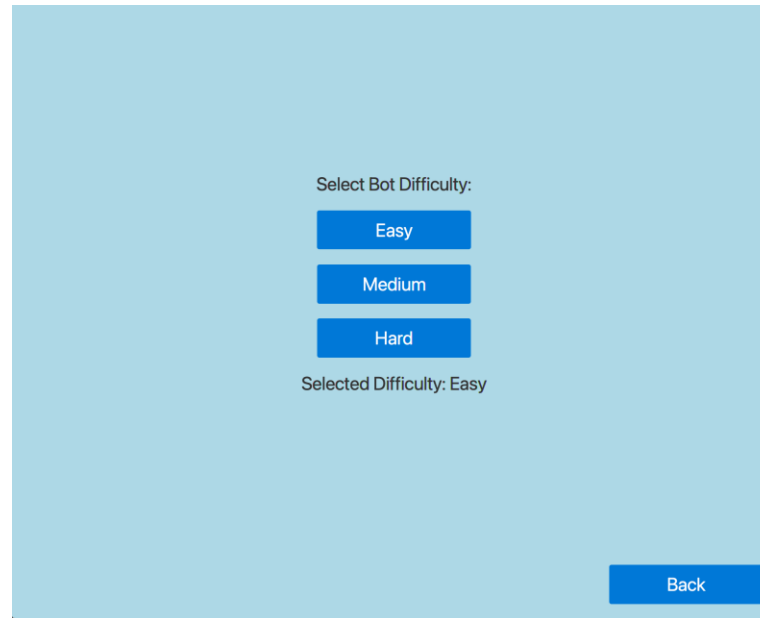 Select Bot Difficulty:
Easy
Medium
Hard
Selected Difficulty: Easy
Back